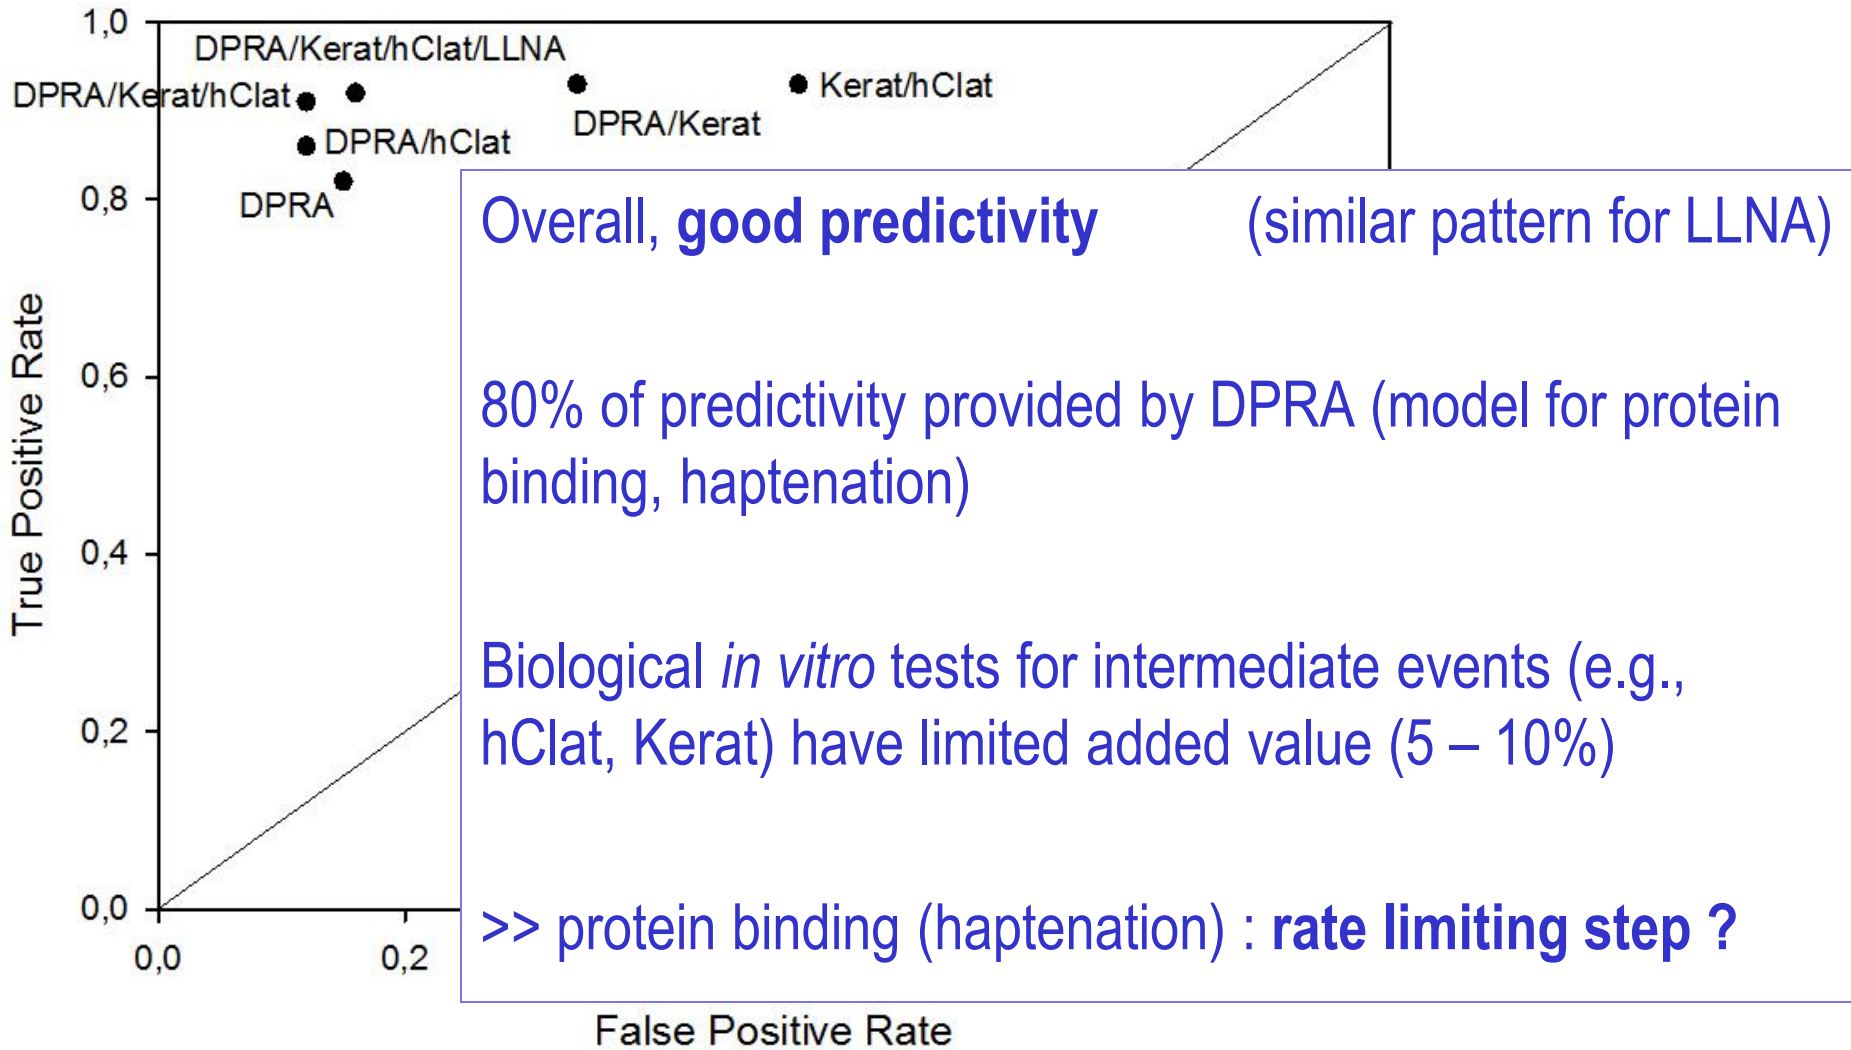 1,0
DPRA/Kerat/hClat/LLNA
DPRA/Kerat/hClat
Kerat/hClat
DPRA/Kerat
DPRA/hClat
0,8
DPRA
Overall, good predictivity (similar pattern for LLNA)
True Positive Rate
0,6
80% of predictivity provided by DPRA (model for protein
binding, haptenation)
0,4
Biological in vitro tests for intermediate events (e.g.,
hClat, Kerat) have limited added value (5 – 10%)
0,2
0,0
>> protein binding (haptenation) : rate limiting step ?
0,0
0,2
False Positive Rate